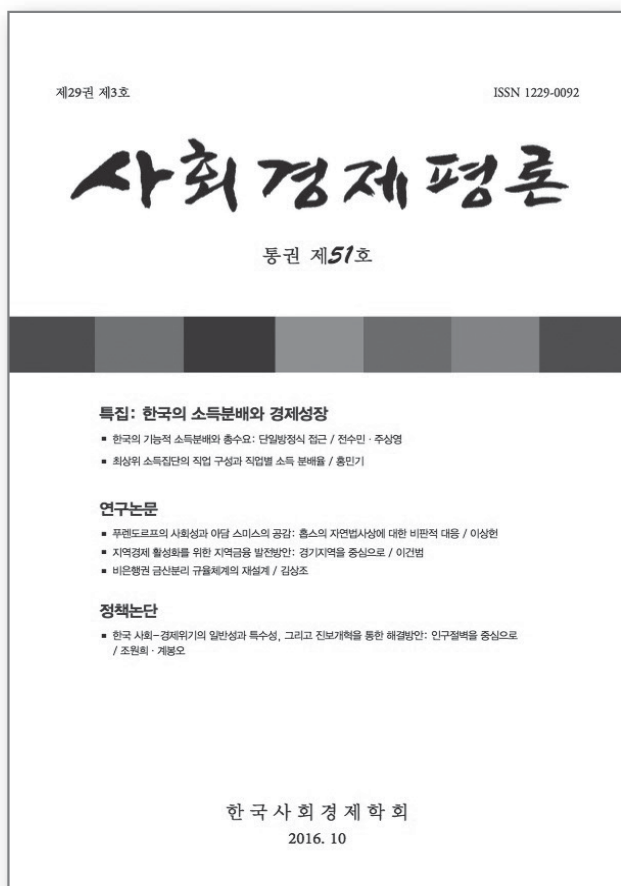 제29권 제3호
ISSN 1229-0092
사회경제평론
통권 제51호
특집: 한국의 소득분배와 경제성장
▪ 한국의 기능적 소득분배와 총수요: 단일방정식 접근 / 전수민 · 주상영
▪ 최상위 소득집단의 직업 구성과 직업별 소득 분배율 / 홍민기
연구논문
▪ 푸펜도르프의 사회성과 아담 스미스의 공감: 홉스의 자연법사상에 대한 비판적 대응 / 이상헌
▪ 지역경제 활성화를 위한 지역금융 발전방안: 경기지역을 중심으로 / 이건범
▪ 비은행권 금산분리 규율체계의 재설계 / 김상조
정책논단
▪ 한국 사회-경제위기의 일반성과 특수성, 그리고 진보개혁을 통한 해결방안: 인구절벽을 중심으로
/ 조원희 · 계봉오
한국사회경제학회
2016. 10